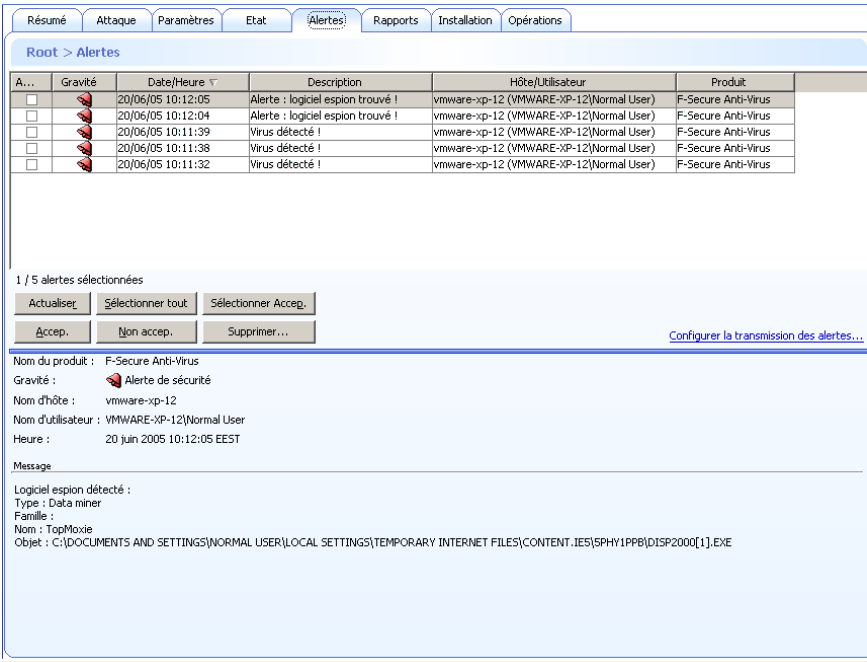 Résumé Attaque Paramètres Etat Alertes Rapports Installation Opérations
Root > Alertes
A... Gravité Date/Heure Description Hôte/Utilisateur Produit
20/06/05 10:12:05 Alerte : logiciel espion trouvé ! vmware-xp-12 (VMWARE-XP-12\Normal User) F-Secure Anti-Virus
20/06/05 10:12:04 Alerte : logiciel espion trouvé ! vmware-xp-12 (VMWARE-XP-12\Normal User) F-Secure Anti-Virus
20/06/05 10:11:39 Virus détecté ! vmware-xp-12 (VMWARE-XP-12\Normal User) F-Secure Anti-Virus
20/06/05 10:11:38 Virus détecté ! vmware-xp-12 (VMWARE-XP-12\Normal User) F-Secure Anti-Virus
20/06/05 10:11:32 Virus détecté ! vmware-xp-12 (VMWARE-XP-12\Normal User) F-Secure Anti-Virus
1 / 5 alertes sélectionnées
Actualiser Sélectionner tout Sélectionner Accep.
Accep. Non accep. Supprimer... Configurer la transmission des alertes...
Nom du produit : F-Secure Anti-Virus
Gravité : Alerte de sécurité
Nom d'hôte : vmware-xp-12
Nom d'utilisateur : VMWARE-XP-12\Normal User
Heure : 20 juin 2005 10:12:05 EEST
Message
Logiciel espion détecté :
Type : Data miner
Famille :
Nom : TopMoxie
Objet : C:\DOCUMENTS AND SETTINGS\NORMAL USER\LOCAL SETTINGS\TEMPORARY INTERNET FILES\CONTENT.IE5\5PHY1PPB\DISP2000[1].EXE